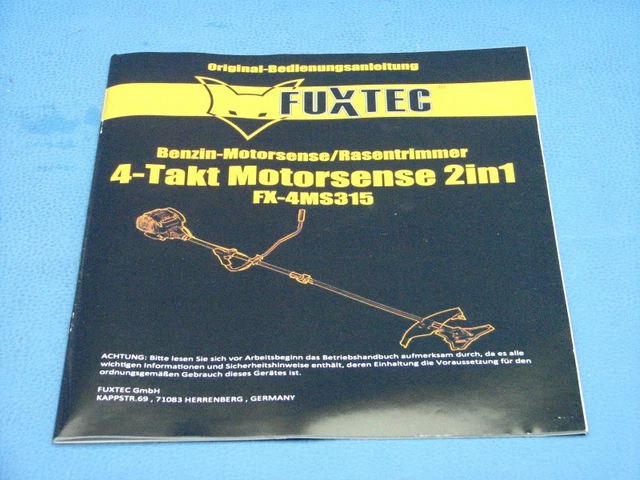 Original-Bedienungsanleitung
FUXTEC
Benzin-Motorsense/Rasentrimmer
4-Takt Motorsense 2in1
FX-4MS315
ACHTUNG: Bitte lesen Sie sich vor Arbeitsbeginn das Betriebshandbuch aufmerksam durch, da es alle
wichtigen Informationen und Sicherheitshinweise enthält, deren Einhaltung die Voraussetzung für den
ordnungsgemäßen Gebrauch dieses Gerätes ist.
FUXTEC GmbH
KAPPSTR.69 , 71083 HERRENBERG , GERMANY